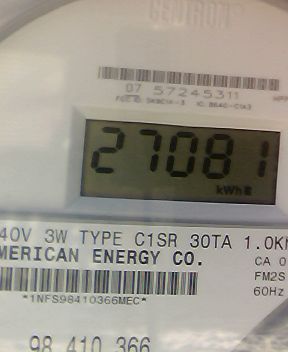 CENTRON
07 57245311
27081
kWh
40V 3W TYPE C1SR 30TA 1.0K
MERICAN ENERGY CO.
CA 0
FM2S
60Hz
*1NFS98410366MEC*
98 410 366